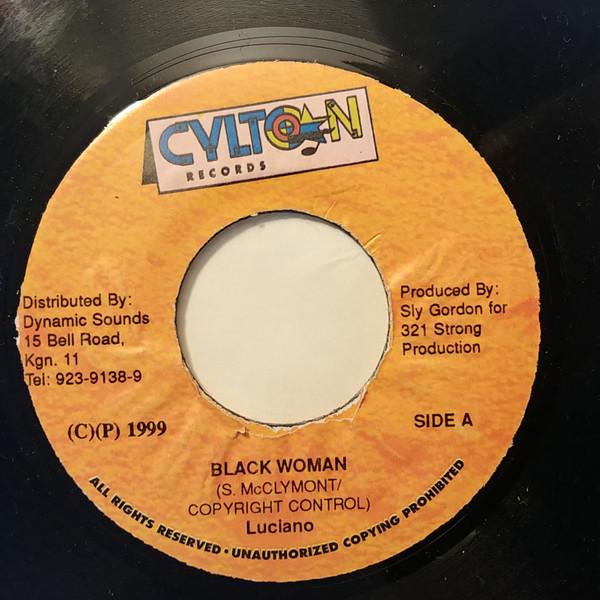 CYLTOWN
RECORDS
Distributed By:
Dynamic Sounds
15 Bell Road,
Kgn. 11
Tel: 923-9138-9
Produced By:
Sly Gordon for
321 Strong
Production
(C)(P) 1999
SIDE A
BLACK WOMAN
(S. McCLYMONT/
COPYRIGHT CONTROL)
Luciano
ALL RIGHTS RESERVED • UNAUTHORIZED COPYING PROHIBITED